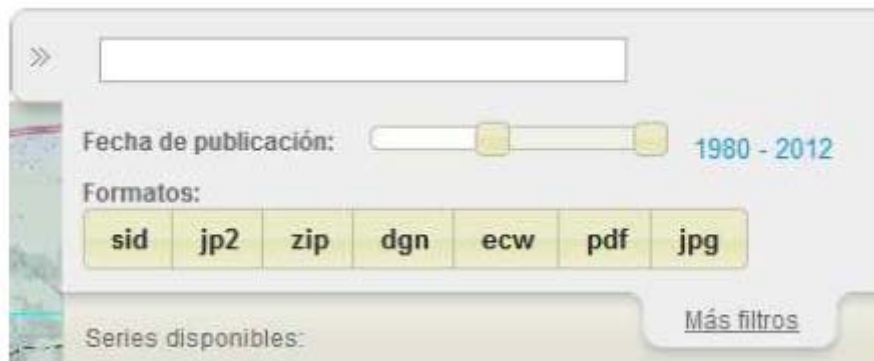 »
Fecha de publicación: 1980 - 2012
Formatos:
sid jp2 zip dgn ecw pdf jpg
Más filtros
Series disponibles: